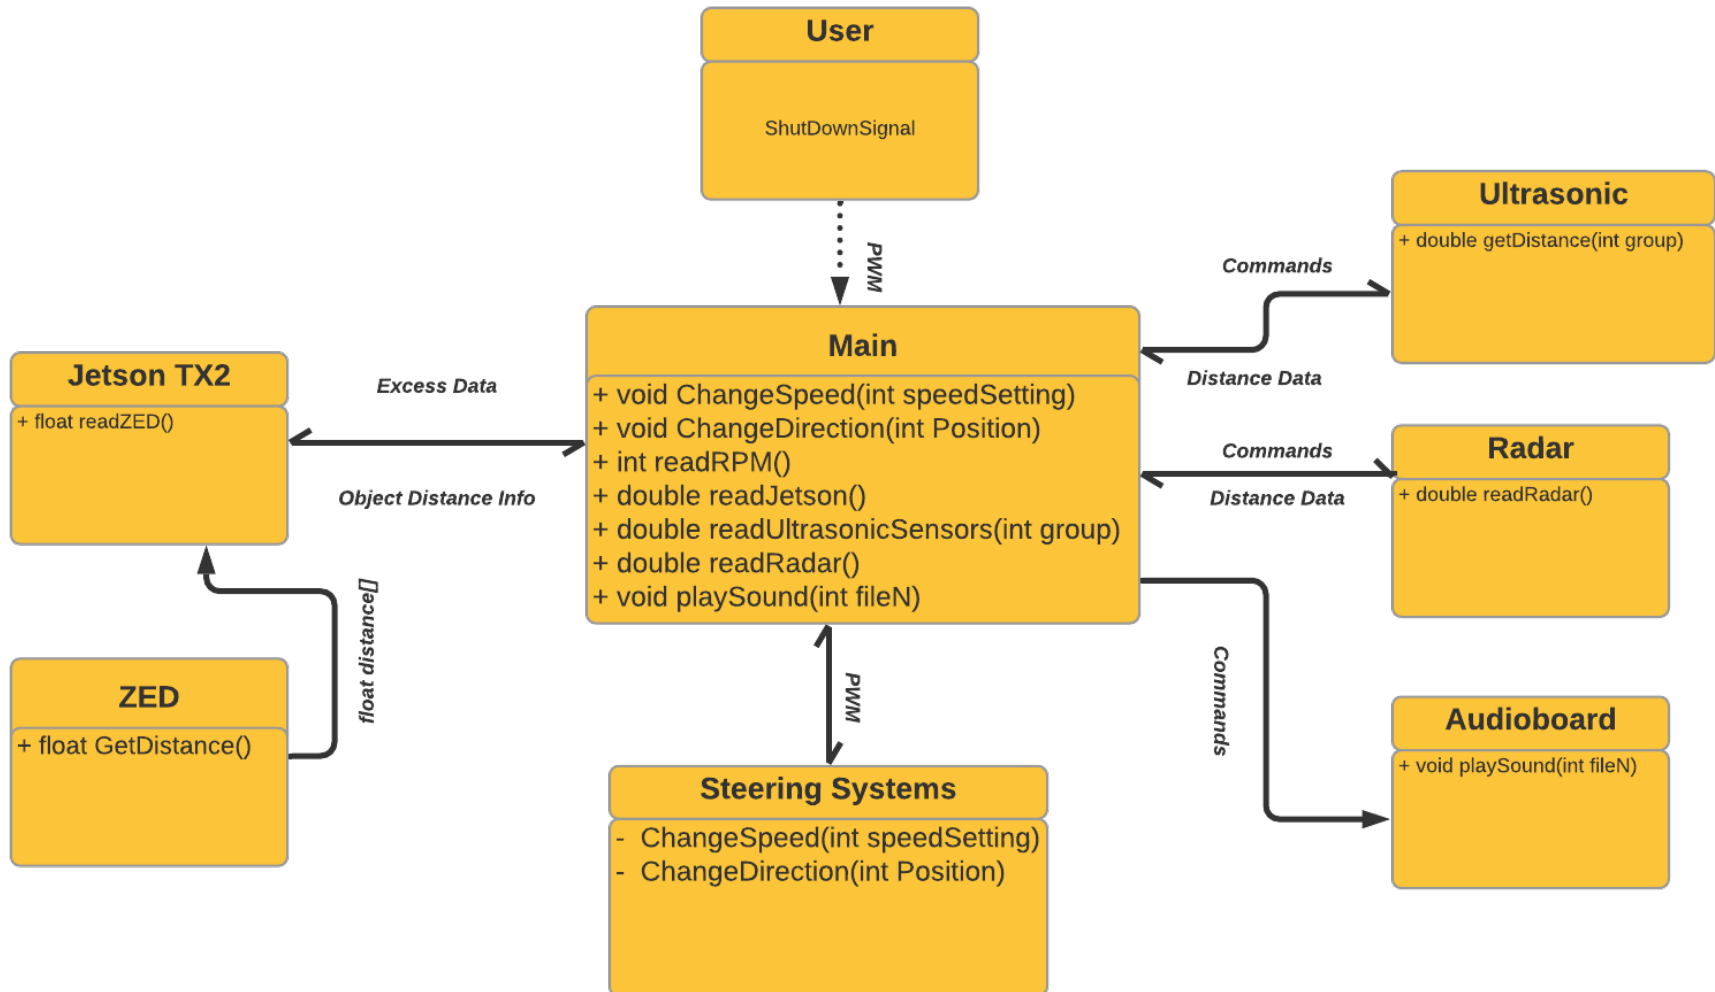 User
ShutDownSignal
PWM
Ultrasonic
+ double getDistance(int group)
Commands
Distance Data
Main
+ void ChangeSpeed(int speedSetting)
+ void ChangeDirection(int Position)
+ int readRPM()
+ double readJetson()
+ double readUltrasonicSensors(int group)
+ double readRadar()
+ void playSound(int fileN)
Jetson TX2
+ float readZED()
Excess Data
Object Distance Info
Radar
+ double readRadar()
Commands
Distance Data
float distance[]
ZED
+ float GetDistance()
PWM
Commands
Audioboard
+ void playSound(int fileN)
Steering Systems
- ChangeSpeed(int speedSetting)
- ChangeDirection(int Position)